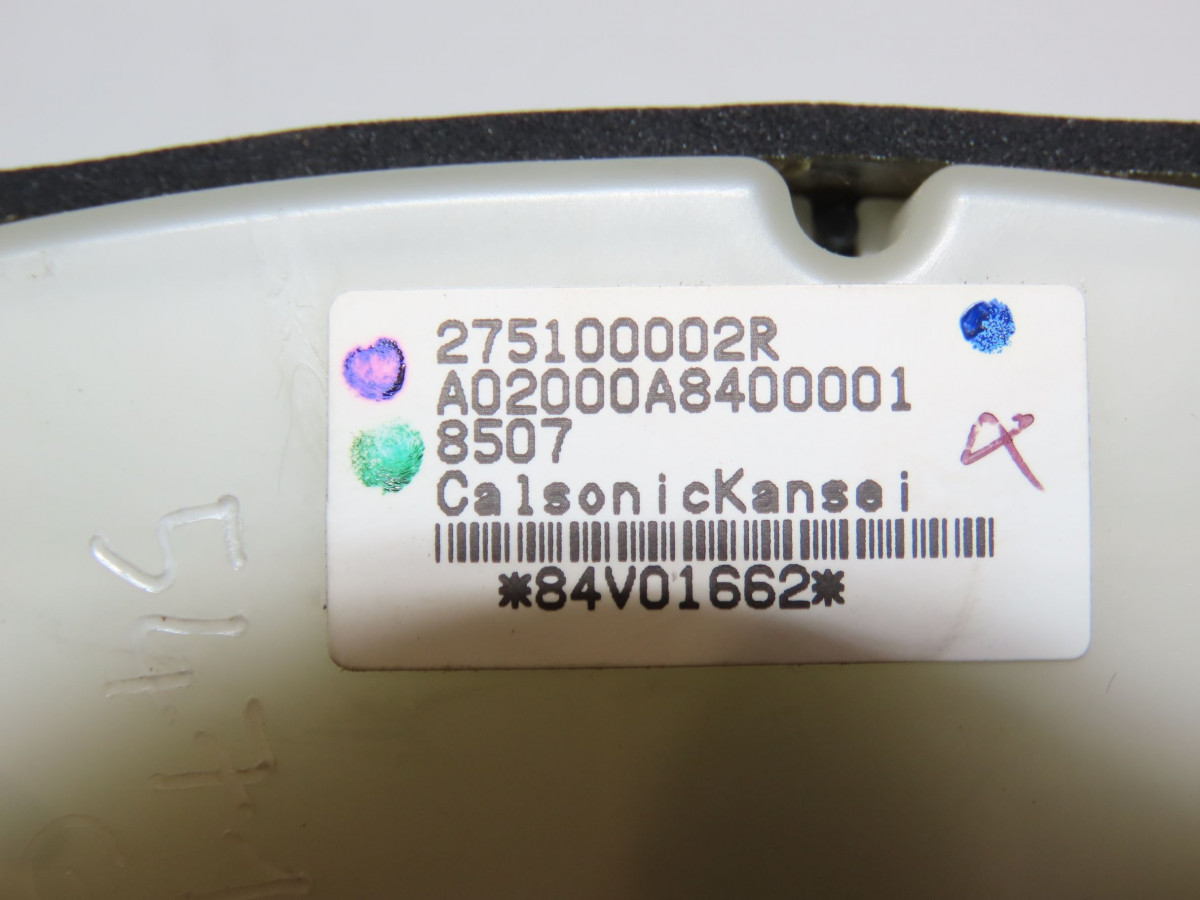 275100002R
A02000A8400001
8507
CalsonicKansei
*84V01662*